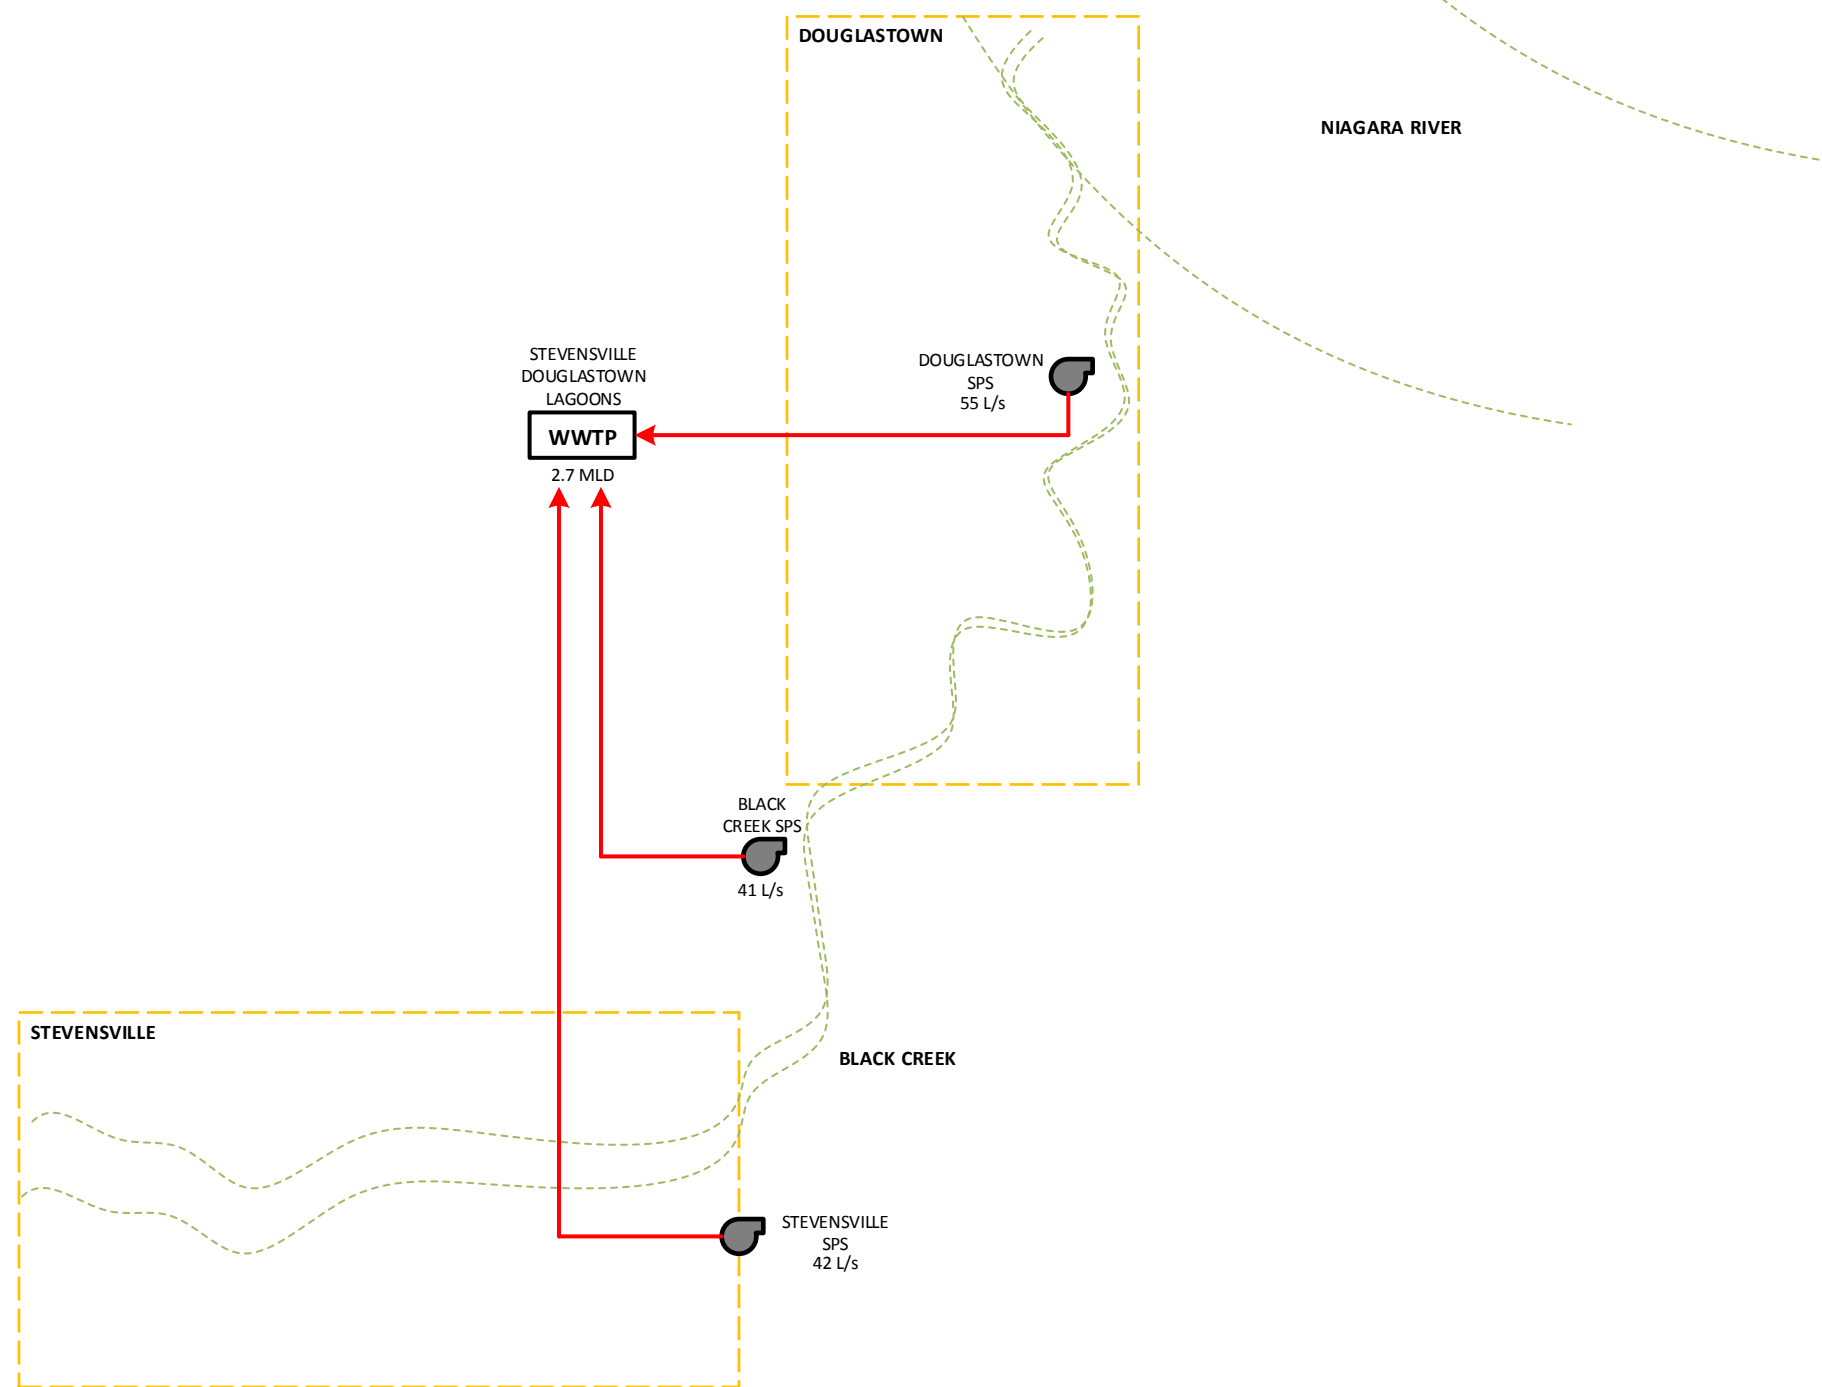 DOUGLASTOWN
NIAGARA RIVER
STEVENSVILLE
DOUGLASTOWN
LAGOONS
WWTP
2.7 MLD
DOUGLASTOWN
SPS
55 L/s
BLACK
CREEK SPS
41 L/s
STEVENSVILLE
BLACK CREEK
STEVENSVILLE
SPS
42 L/s